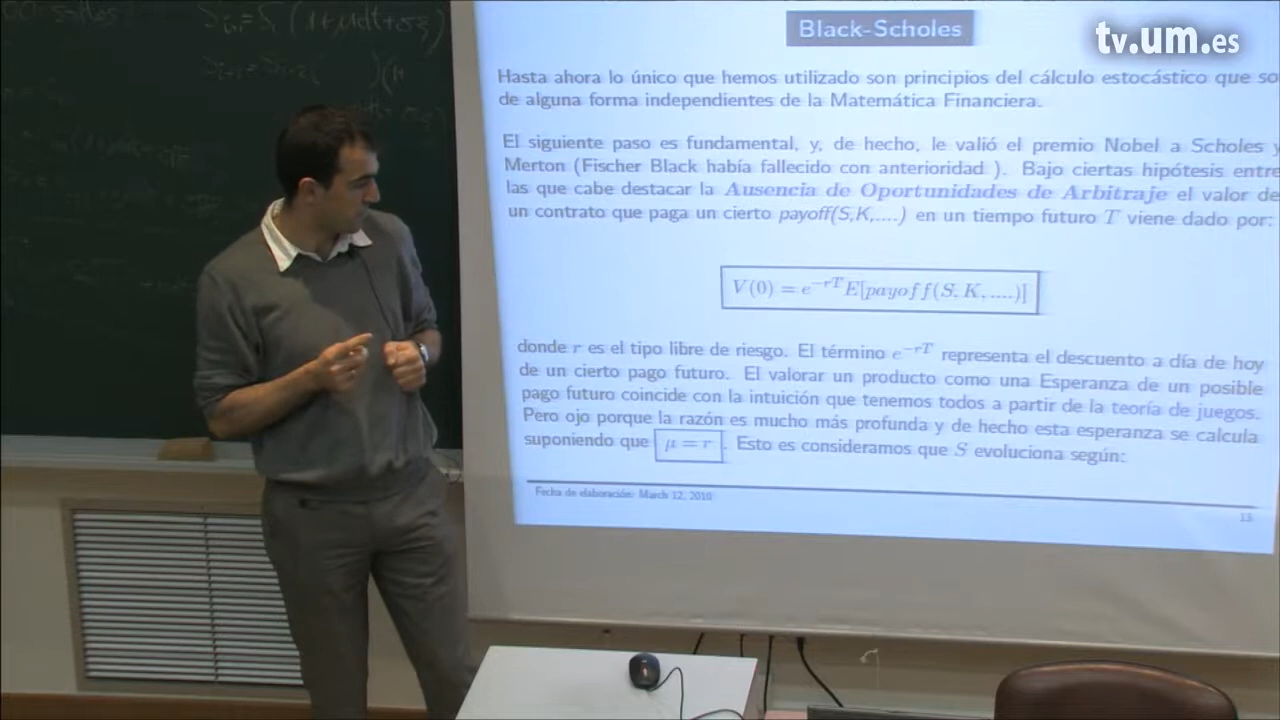 Black-Scholes
tv.um.es
Hasta ahora lo único que hemos utilizado son principios del cálculo estocástico que so
de alguna forma independientes de la Matemática Financiera.
El siguiente paso es fundamental, y, de hecho, le valió el premio Nobel a Scholes y
Merton (Fischer Black había fallecido con anterioridad ). Bajo ciertas hipótesis entre
las que cabe destacar la Ausencia de Oportunidades de Arbitraje el valor de
un contrato que paga un cierto payoff(S,K,....) en un tiempo futuro T viene dado por:
V(0) = e^{-rT}E[payoff(S, K, ....)]
donde r es el tipo libre de riesgo. El término e^{-rT} representa el descuento a día de hoy
de un cierto pago futuro. El valorar un producto como una Esperanza de un posible
pago futuro coincide con la intuición que tenemos todos a partir de la teoría de juegos.
Pero ojo porque la razón es mucho más profunda y de hecho esta esperanza se calcula
suponiendo que μ = r . Esto es consideramos que S evoluciona según:
Fecha de elaboración: March 12, 2010
13